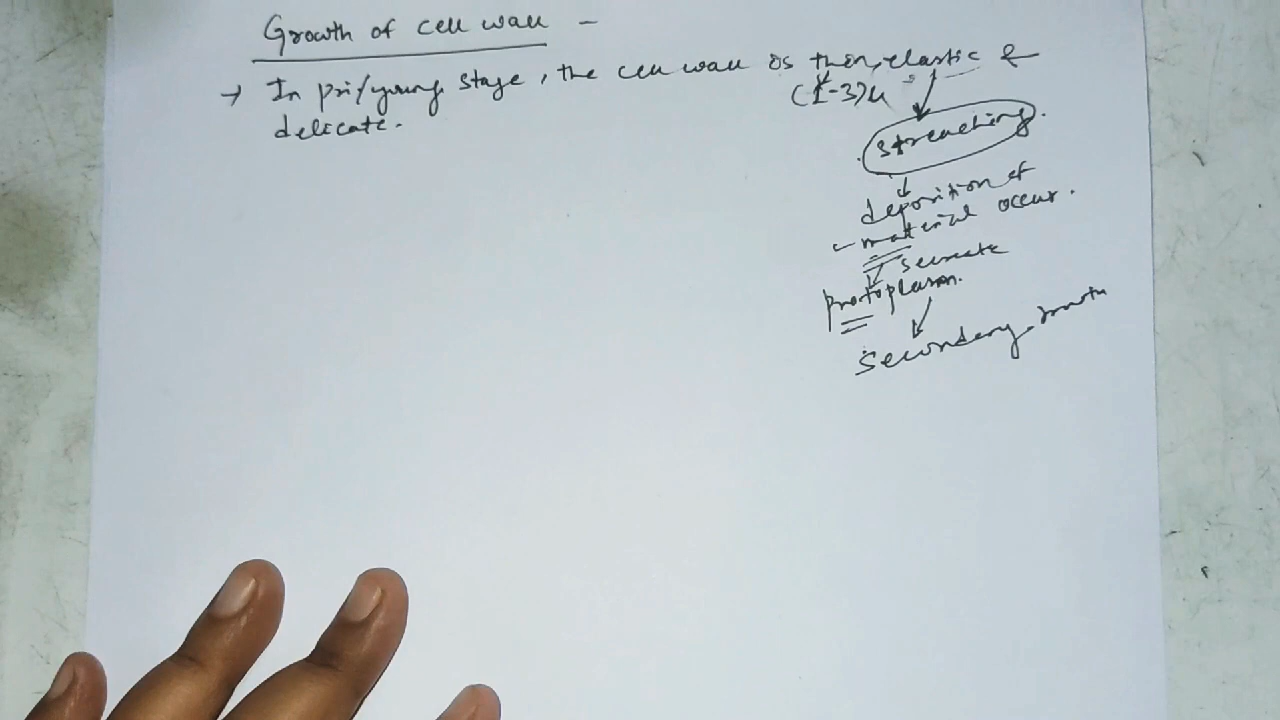 Growth of cell wall -
→ In pri/young stage, the cell wall is thin, elastic &
(1-3)u
delicate.
streaching
deposition of
material occur.
secrete
Protoplasm.
Secondary growth